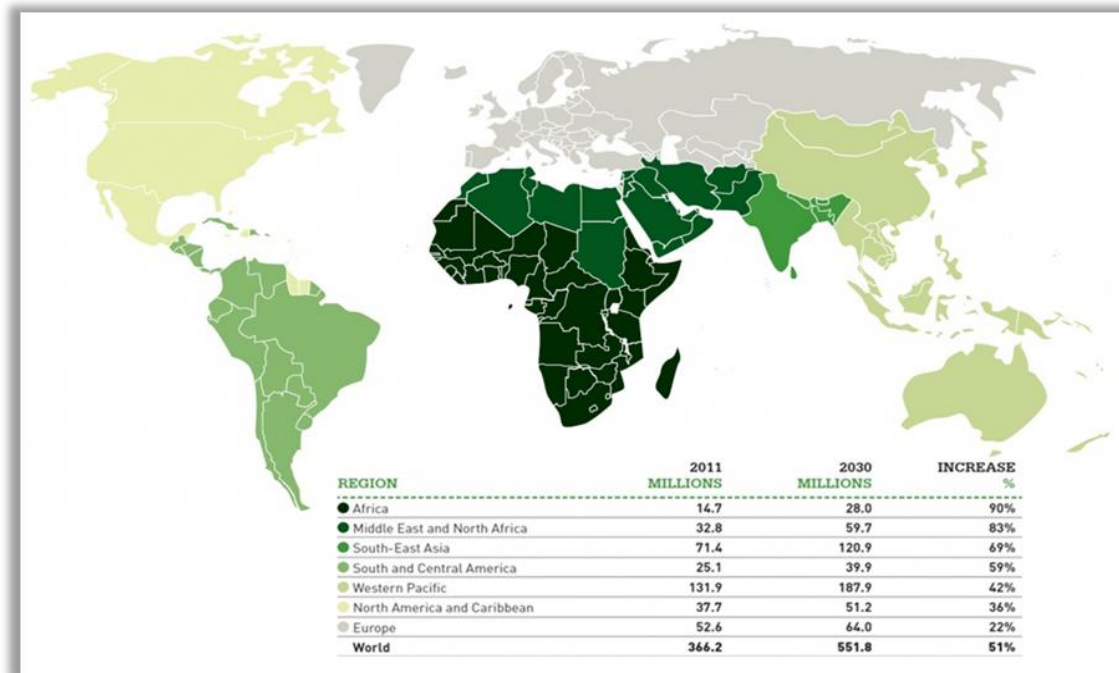 2011 2030 INCREASE
REGION MILLIONS MILLIONS %
Africa 14.7 28.0 90%
Middle East and North Africa 32.8 59.7 83%
South-East Asia 71.4 120.9 69%
South and Central America 25.1 39.9 59%
Western Pacific 131.9 187.9 42%
North America and Caribbean 37.7 51.2 36%
Europe 52.6 64.0 22%
World 366.2 551.8 51%